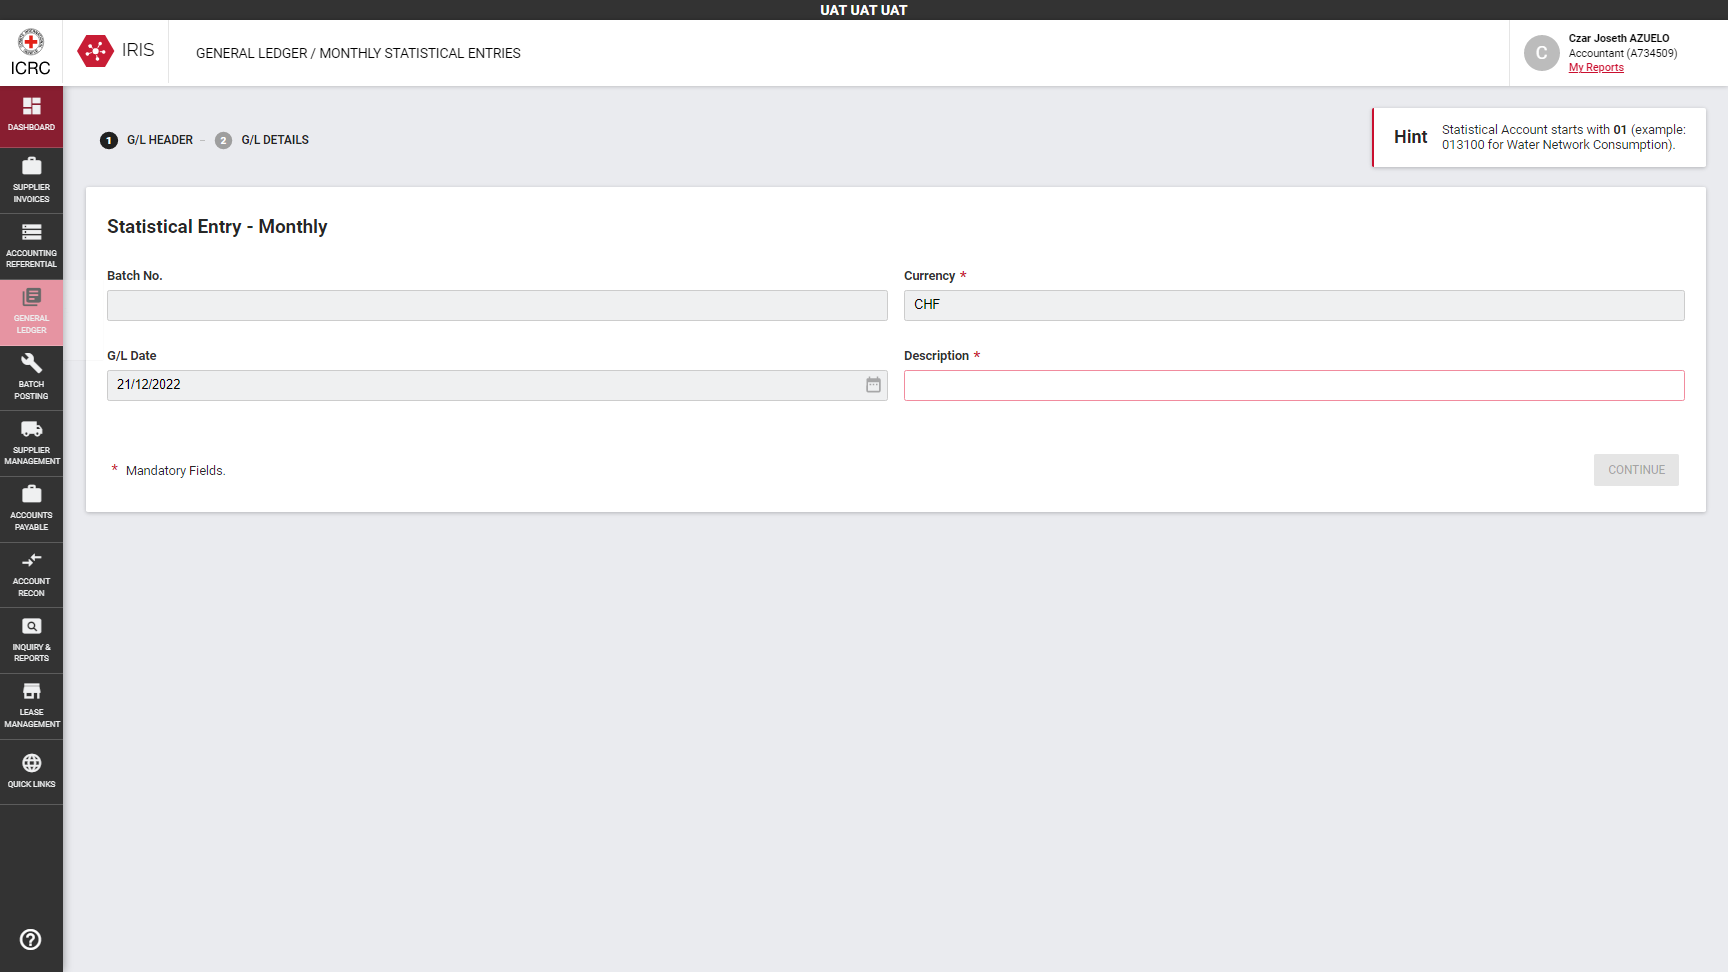 UAT UAT UAT
ICRC
IRIS
GENERAL LEDGER / MONTHLY STATISTICAL ENTRIES
C
Czar Joseth AZUELO
Accountant (A734509)
My Reports
DASHBOARD
SUPPLIER
INVOICES
ACCOUNTING
REFERENTIAL
GENERAL
LEDGER
BATCH
POSTING
SUPPLIER
MANAGEMENT
ACCOUNTS
PAYABLE
ACCOUNT
RECON
INQUIRY &
REPORTS
LEASE
MANAGEMENT
QUICK LINKS
1 G/L HEADER – 2 G/L DETAILS
Hint
Statistical Account starts with 01 (example:
013100 for Water Network Consumption).
Statistical Entry - Monthly
Batch No.
Currency *
CHF
G/L Date
21/12/2022
Description *
* Mandatory Fields.
CONTINUE